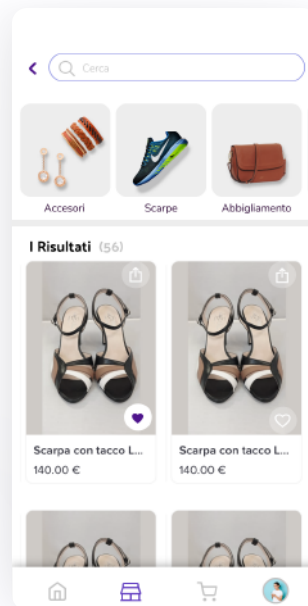 Cerca
Accesori
Scarpe
Abbigliamento
I Risultati (56)
Scarpa con tacco L...
140.00 €
Scarpa con tacco L...
140.00 €